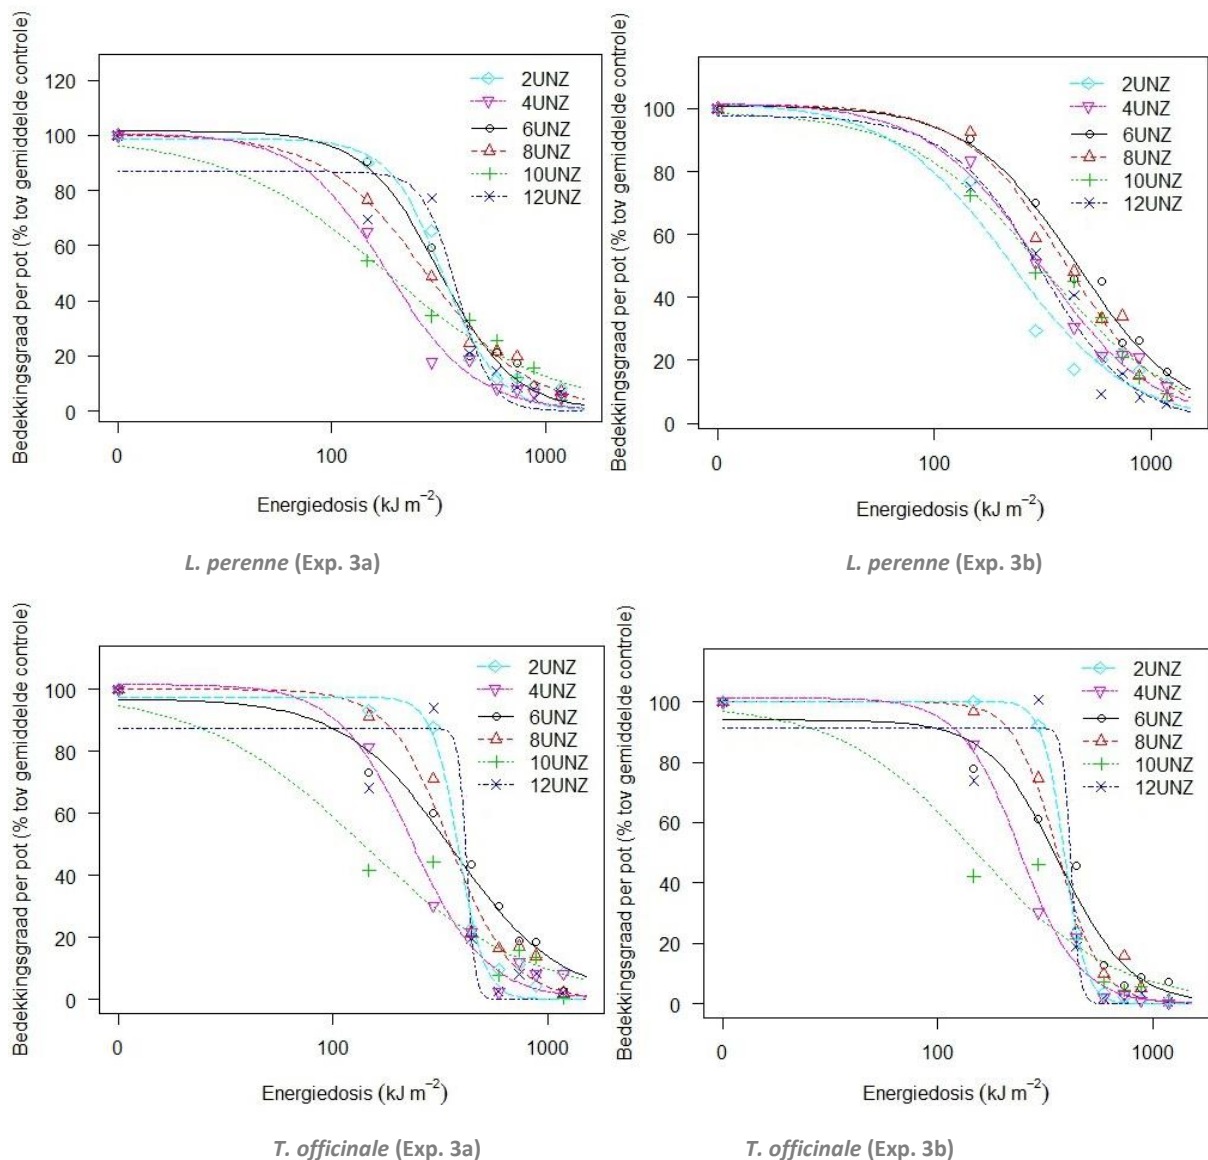 Bedekkingsgraad per pot (% tov gemiddelde controle)
120
100
80
60
40
20
0
2UNZ
4UNZ
6UNZ
8UNZ
10UNZ
12UNZ
0
100
1000
Energiedosis (kJ m⁻²)
L. perenne (Exp. 3a)
Bedekkingsgraad per pot (% tov gemiddelde controle)
100
80
60
40
20
0
2UNZ
4UNZ
6UNZ
8UNZ
10UNZ
12UNZ
0
100
1000
Energiedosis (kJ m⁻²)
L. perenne (Exp. 3b)
Bedekkingsgraad per pot (% tov gemiddelde controle)
100
80
60
40
20
0
2UNZ
4UNZ
6UNZ
8UNZ
10UNZ
12UNZ
0
100
1000
Energiedosis (kJ m⁻²)
T. officinale (Exp. 3a)
Bedekkingsgraad per pot (% tov gemiddelde controle)
100
80
60
40
20
0
2UNZ
4UNZ
6UNZ
8UNZ
10UNZ
12UNZ
0
100
1000
Energiedosis (kJ m⁻²)
T. officinale (Exp. 3b)